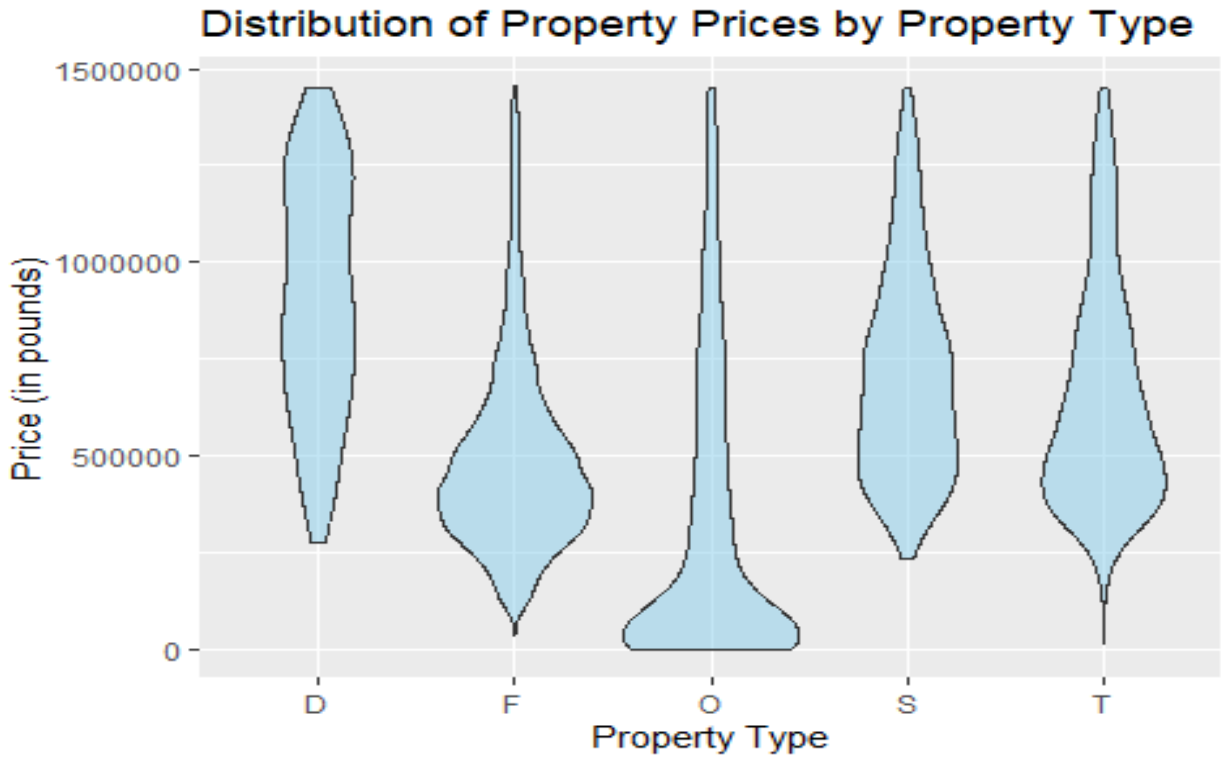 Distribution of Property Prices by Property Type
Price (in pounds)
1500000
1000000
500000
0
D
F
O
S
T
Property Type